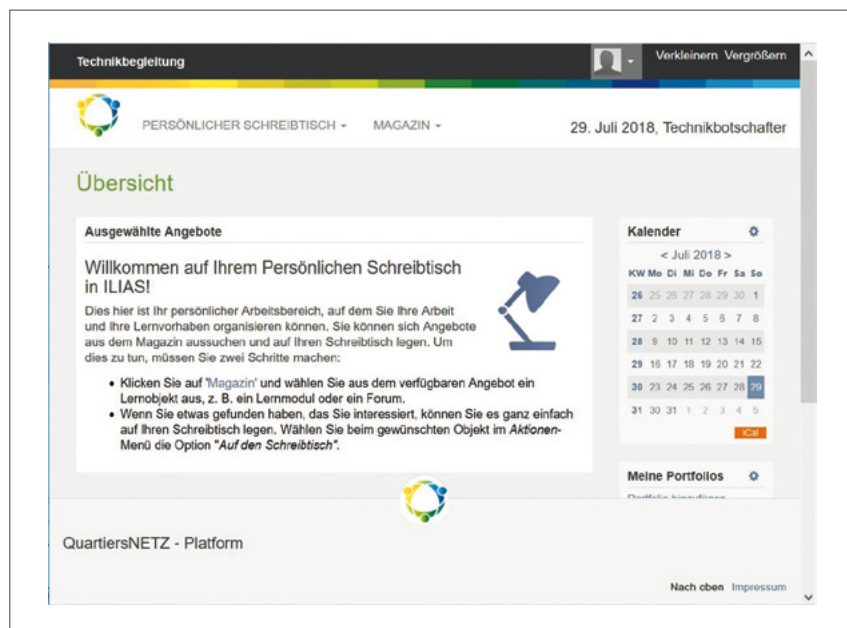 Technikbegleitung
Verkleinern Vergrößern
PERSÖNLICHER SCHREIBTISCH MAGAZIN
29. Juli 2018, Technikbotschafter
Übersicht
Ausgewählte Angebote
Willkommen auf Ihrem Persönlichen Schreibtisch
in ILIAS!
Dies hier ist Ihr persönlicher Arbeitsbereich, auf dem Sie Ihre Arbeit
und Ihre Lernvorhaben organisieren können. Sie können sich Angebote
aus dem Magazin aussuchen und auf Ihren Schreibtisch legen. Um
dies zu tun, müssen Sie zwei Schritte machen:
• Klicken Sie auf 'Magazin' und wählen Sie aus dem verfügbaren Angebot ein
Lernobjekt aus, z. B. ein Lernmodul oder ein Forum.
• Wenn Sie etwas gefunden haben, das Sie interessiert, können Sie es ganz einfach
auf Ihren Schreibtisch legen. Wählen Sie beim gewünschten Objekt im Aktionen-
Menü die Option "Auf den Schreibtisch".
Kalender
< Juli 2018 >
KW Mo Di Mi Do Fr Sa So
26 25 26 27 28 29 30 1
27 2 3 4 5 6 7 8
28 9 10 11 12 13 14 15
29 16 17 18 19 20 21 22
30 23 24 25 26 27 28 29
31 30 31 1 2 3 4 5
iCal
Meine Portfolios
Portfolio hinzufügen
QuartiersNETZ - Platform
Nach oben Impressum